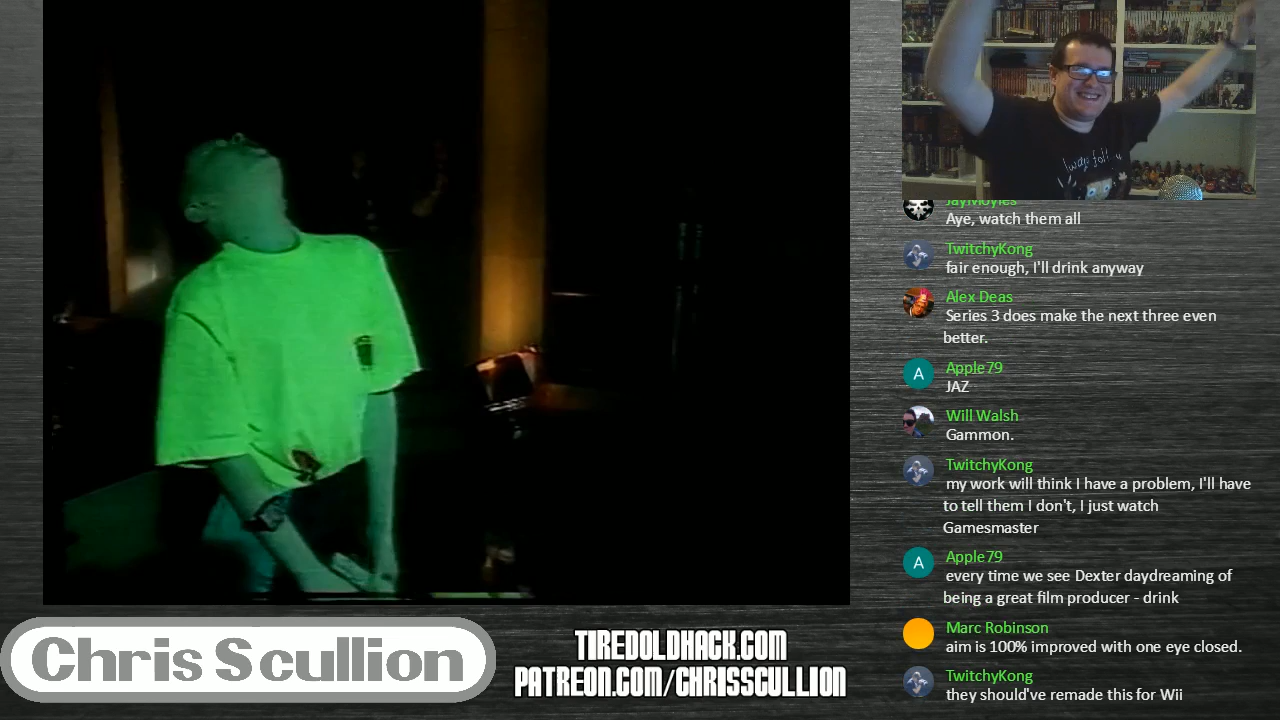 JayMoyles
Aye, watch them all
TwitchyKong
fair enough, I'll drink anyway
Alex Deas
Series 3 does make the next three even
better.
A
Apple79
JAZ
Will Walsh
Gammon.
TwitchyKong
my work will think I have a problem, I'll have
to tell them I don't, I just watch
Gamesmaster
A
Apple79
every time we see Dexter daydreaming of
being a great film producer - drink
Marc Robinson
aim is 100% improved with one eye closed.
TwitchyKong
they should've remade this for Wii
Chris Scullion
TIREDOLDHACK.COM
PATREON.COM/CHRISSCULLION